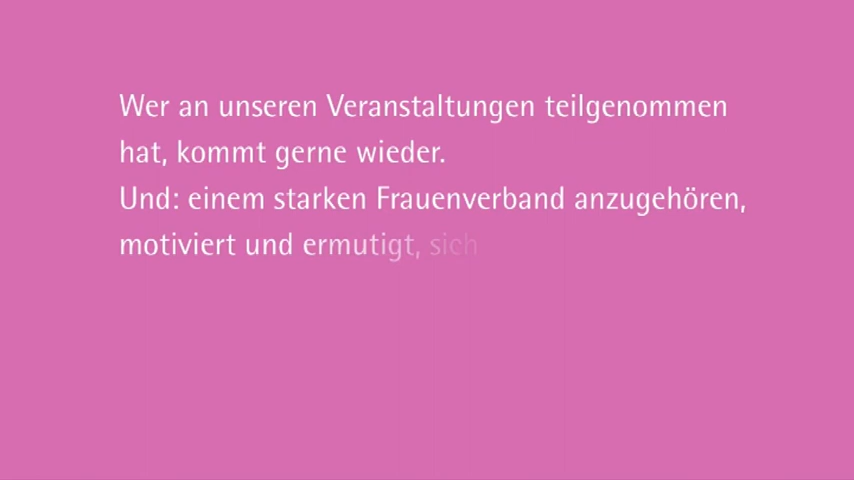 Wer an unseren Veranstaltungen teilgenommen
hat, kommt gerne wieder.
Und: einem starken Frauenverband anzugehören,
motiviert und ermutigt, sich